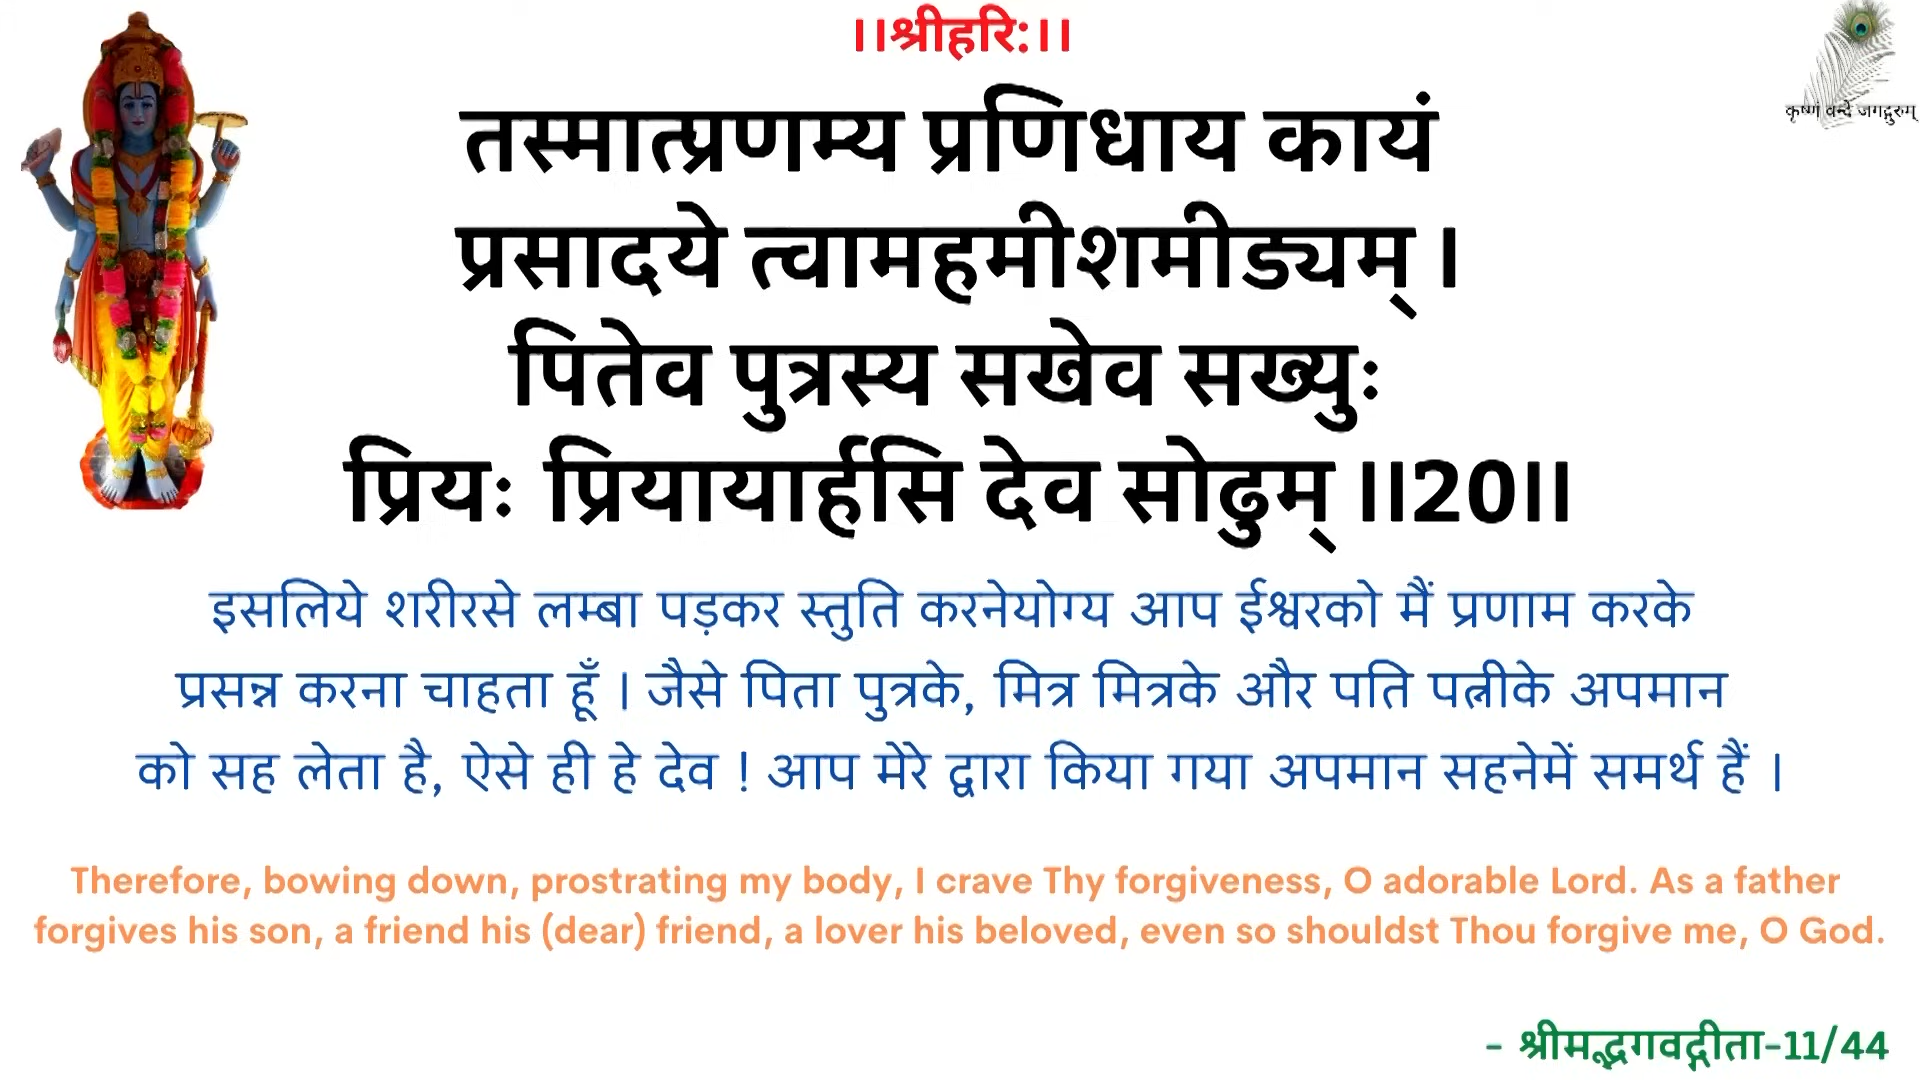 ।।श्रीहरि:।।
कृष्णं वन्दे जगद्गुरुम्
तस्मात्प्रणम्य प्रणिधाय कायं
प्रसादये त्वामहमीशमीड्यम् ।
पितेव पुत्रस्य सखेव सख्युः
प्रियः प्रियायार्हसि देव सोढुम् ।।20।।
इसलिये शरीरसे लम्बा पड़कर स्तुति करनेयोग्य आप ईश्वरको मैं प्रणाम करके
प्रसन्न करना चाहता हूँ । जैसे पिता पुत्रके, मित्र मित्रके और पति पत्नीके अपमान
को सह लेता है, ऐसे ही हे देव ! आप मेरे द्वारा किया गया अपमान सहनेमें समर्थ हैं ।
Therefore, bowing down, prostrating my body, I crave Thy forgiveness, O adorable Lord. As a father
forgives his son, a friend his (dear) friend, a lover his beloved, even so shouldst Thou forgive me, O God.
- श्रीमद्भगवद्गीता-11/44